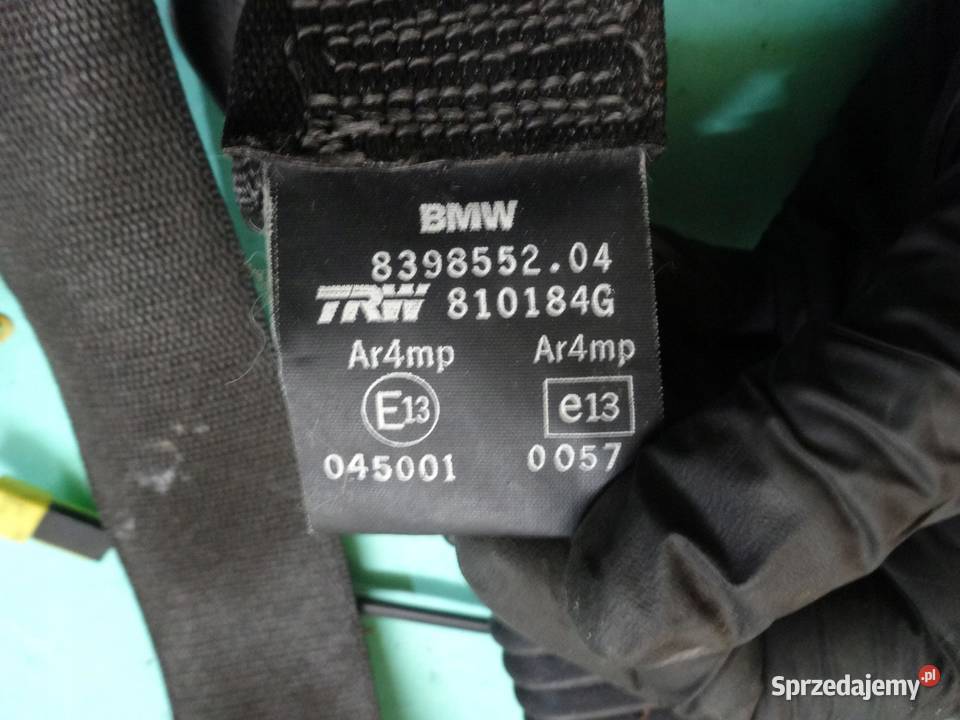 BMW
8398552.04
TRW 810184G
Ar4mp Ar4mp
E13 e13
045001 0057
Sprzedajemy.pl